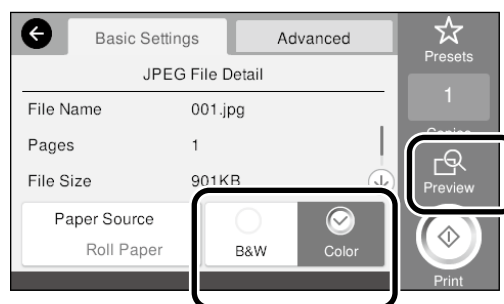 Basic Settings
Advanced
Presets
JPEG File Detail
1
File Name 001.jpg
Copies
Pages 1
File Size 901KB
Preview
Paper Source
Roll Paper
B&W
Color
Print